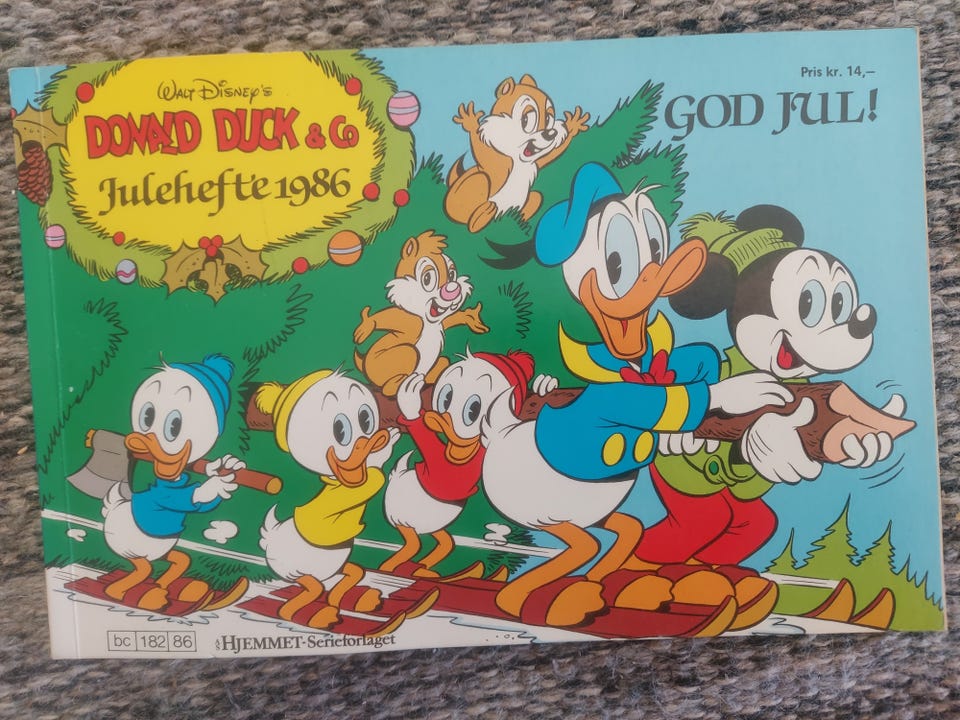 Pris kr. 14,—
WALT DISNEY'S
DONALD DUCK & Co
Julehefte 1986
GOD JUL!
bc 182 86
A/S HJEMMET-Serieforlaget